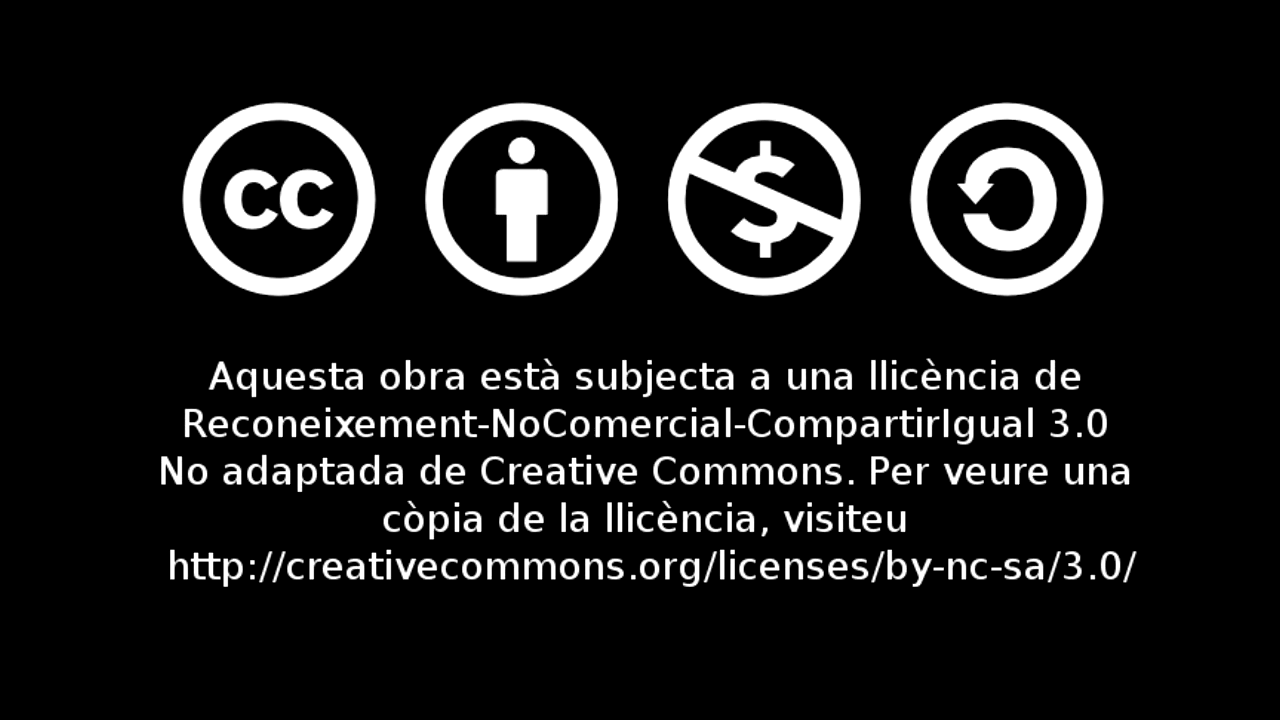 cc
$
Aquesta obra està subjecta a una llicència de
Reconeixement-NoComercial-CompartirIgual 3.0
No adaptada de Creative Commons. Per veure una
còpia de la llicència, visiteu
http://creativecommons.org/licenses/by-nc-sa/3.0/